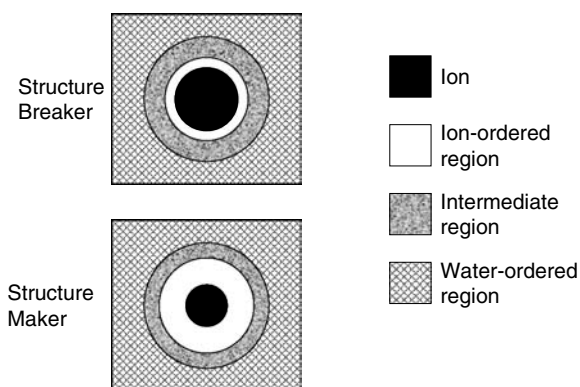 Structure
Breaker
Structure
Maker
Ion
Ion-ordered
region
Intermediate
region
Water-ordered
region